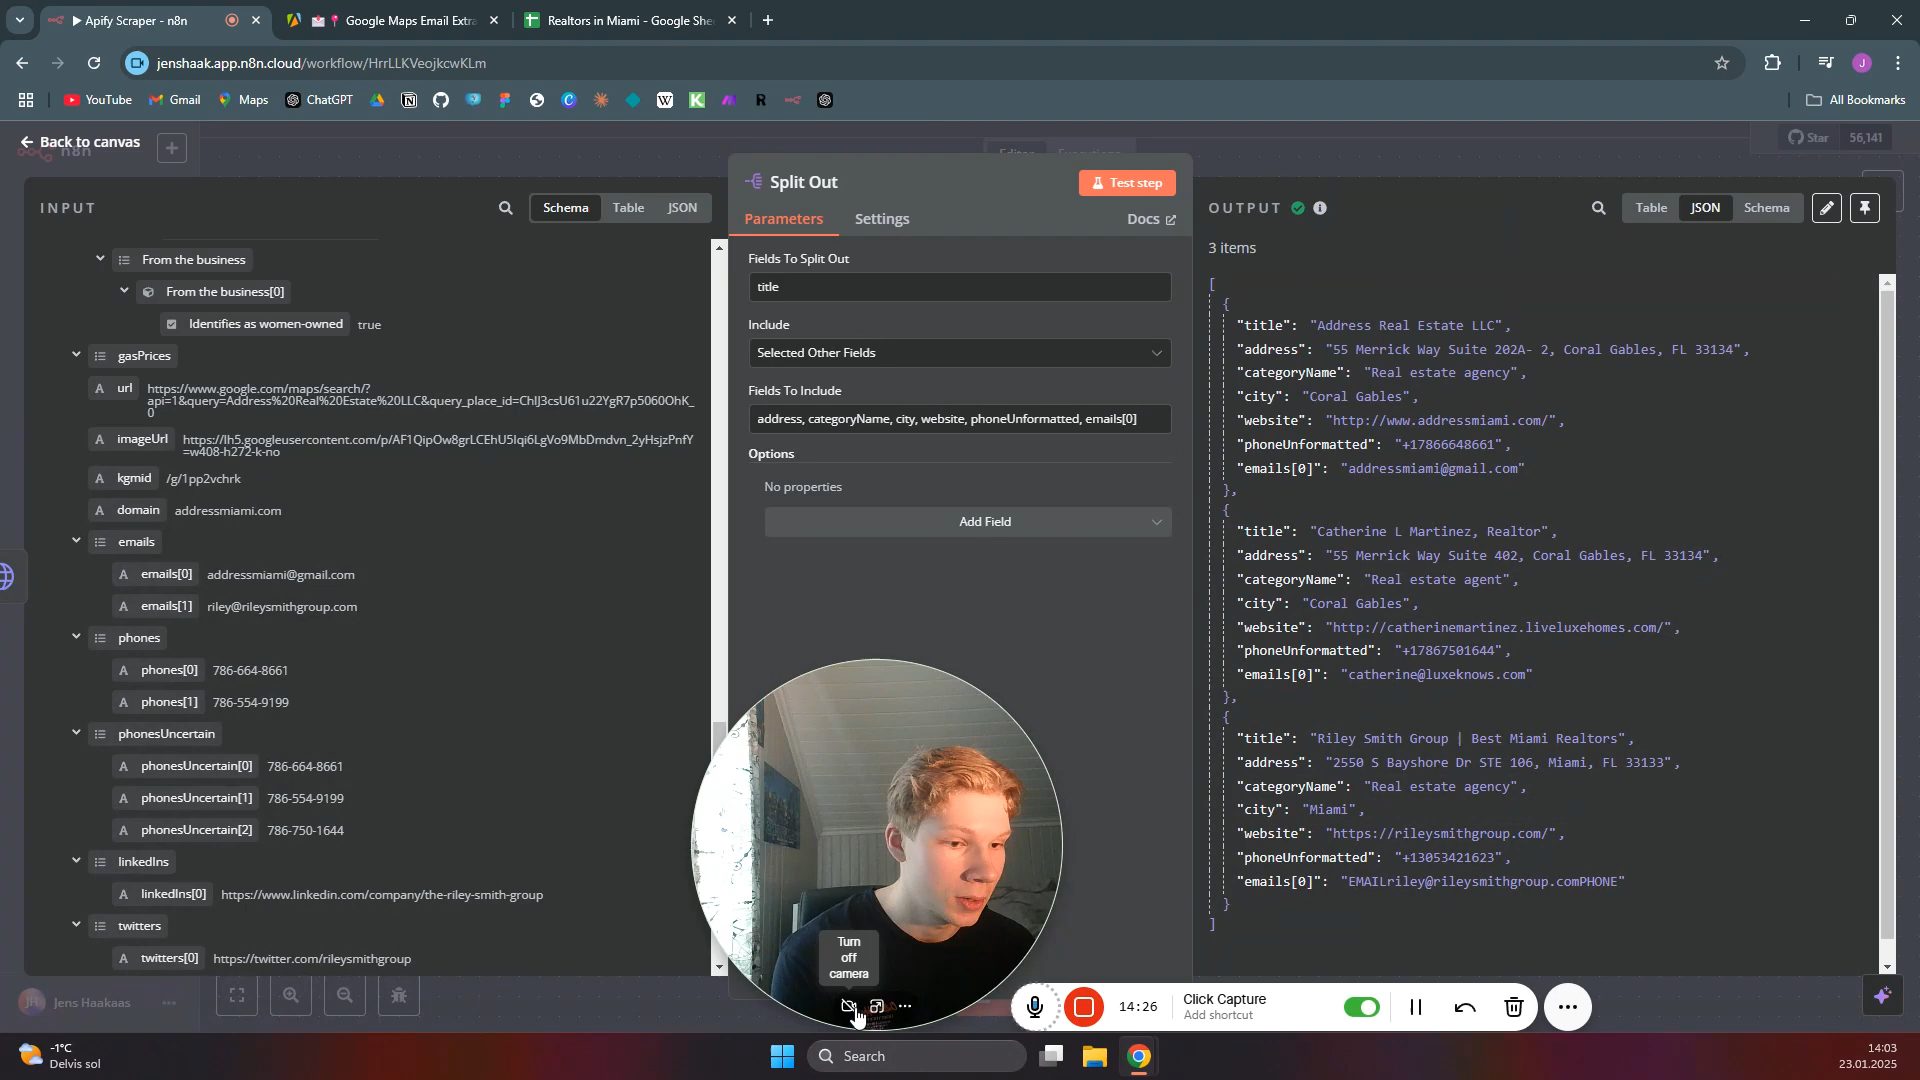 Apify Scraper - n8n
Google Maps Email Extra
Realtors in Miami - Google She
jenshaak.app.n8n.cloud/workflow/HrrLLKVeojkcwKLm
J
YouTube
Gmail
Maps
ChatGPT
All Bookmarks
Back to canvas
n8n
Editor
Executions
Star
56,141
INPUT
Schema
Table
JSON
From the business
From the business[0]
Identifies as women-owned true
gasPrices
url https://www.google.com/maps/search/?
api=1&query=Address%20Real%20Estate%20LLC&query_place_id=ChIJ3csU61u22YgR7p5060OhK_
0
imageUrl https://lh5.googleusercontent.com/p/AF1QipOw8grLCEhU5Iqi6LgVo9MbDmdvn_2yHsjzPnfY
=w408-h272-k-no
kgmid /g/1pp2vchrk
domain addressmiami.com
emails
emails[0] addressmiami@gmail.com
emails[1] riley@rileysmithgroup.com
phones
phones[0] 786-664-8661
phones[1] 786-554-9199
phonesUncertain
phonesUncertain[0] 786-664-8661
phonesUncertain[1] 786-554-9199
phonesUncertain[2] 786-750-1644
linkedIns
linkedIns[0] https://www.linkedin.com/company/the-riley-smith-group
twitters
twitters[0] https://twitter.com/rileysmithgroup
JH Jens Haakaas
Split Out
Test step
Parameters
Settings
Docs
Fields To Split Out
title
Include
Selected Other Fields
Fields To Include
address, categoryName, city, website, phoneUnformatted, emails[0]
Options
No properties
Add Field
OUTPUT
Table
JSON
Schema
3 items
[
{
"title": "Address Real Estate LLC",
"address": "55 Merrick Way Suite 202A- 2, Coral Gables, FL 33134",
"categoryName": "Real estate agency",
"city": "Coral Gables",
"website": "http://www.addressmiami.com/",
"phoneUnformatted": "+17866648661",
"emails[0]": "addressmiami@gmail.com"
},
{
"title": "Catherine L Martinez, Realtor",
"address": "55 Merrick Way Suite 402, Coral Gables, FL 33134",
"categoryName": "Real estate agent",
"city": "Coral Gables",
"website": "http://catherinemartinez.liveluxehomes.com/",
"phoneUnformatted": "+17867501644",
"emails[0]": "catherine@luxeknows.com"
},
{
"title": "Riley Smith Group | Best Miami Realtors",
"address": "2550 S Bayshore Dr STE 106, Miami, FL 33133",
"categoryName": "Real estate agency",
"city": "Miami",
"website": "https://rileysmithgroup.com/",
"phoneUnformatted": "+13053421623",
"emails[0]": "EMAILriley@rileysmithgroup.comPHONE"
}
]
Turn
off
camera
14:26
Click Capture
Add shortcut
-1°C
Delvis sol
Search
14:03
23.01.2025